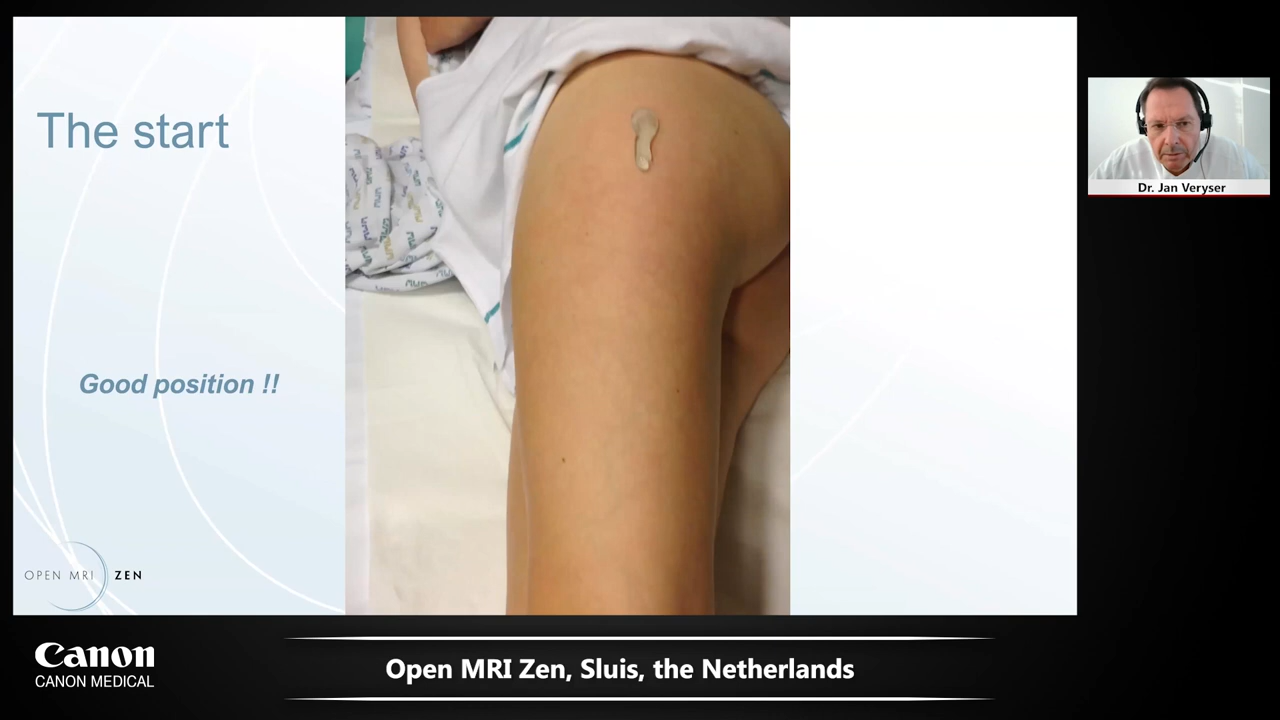 The start
Good position !!
OPEN MRI ZEN
Dr. Jan Veryser
Canon
CANON MEDICAL
Open MRI Zen, Sluis, the Netherlands